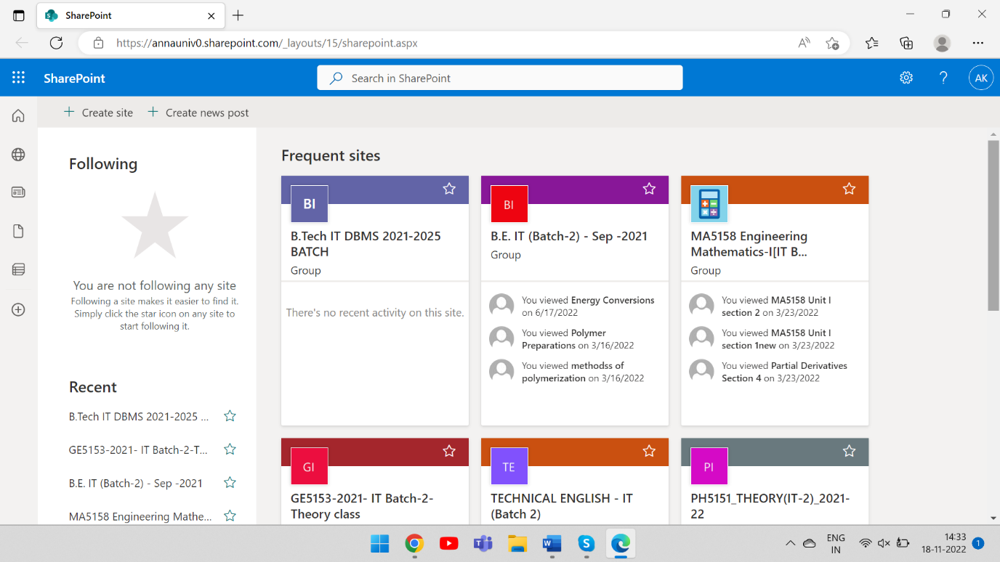 SharePoint
https://annauniv0.sharepoint.com/_layouts/15/sharepoint.aspx
SharePoint
Search in SharePoint
AK
Create site
Create news post
Following
You are not following any site
Following a site makes it easier to find it.
Simply click the star icon on any site to
start following it.
Recent
B.Tech IT DBMS 2021-2025 ...
GE5153-2021- IT Batch-2-T...
B.E. IT (Batch-2) - Sep -2021
MA5158 Engineering Mathe...
Frequent sites
BI
B.Tech IT DBMS 2021-2025
BATCH
Group
There's no recent activity on this site.
BI
B.E. IT (Batch-2) - Sep -2021
Group
You viewed Energy Conversions
on 6/17/2022
You viewed Polymer
Preparations on 3/16/2022
You viewed methodss of
polymerization on 3/16/2022
MA5158 Engineering
Mathematics-I[IT B...
Group
You viewed MA5158 Unit I
section 2 on 3/23/2022
You viewed MA5158 Unit I
section 1new on 3/23/2022
You viewed Partial Derivatives
Section 4 on 3/23/2022
GI
GE5153-2021- IT Batch-2-
Theory class
TE
TECHNICAL ENGLISH - IT
(Batch 2)
PI
PH5151_THEORY(IT-2)_2021-
22
ENG
IN
14:33
18-11-2022
1